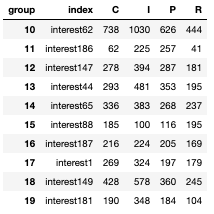 group index C I P R
10 interest62 738 1030 626 444
11 interest186 62 225 257 41
12 interest147 278 394 287 181
13 interest44 293 481 353 195
14 interest65 336 383 268 237
15 interest88 185 100 116 195
16 interest187 216 224 205 169
17 interest1 269 324 197 179
18 interest149 428 578 360 245
19 interest181 190 348 184 104